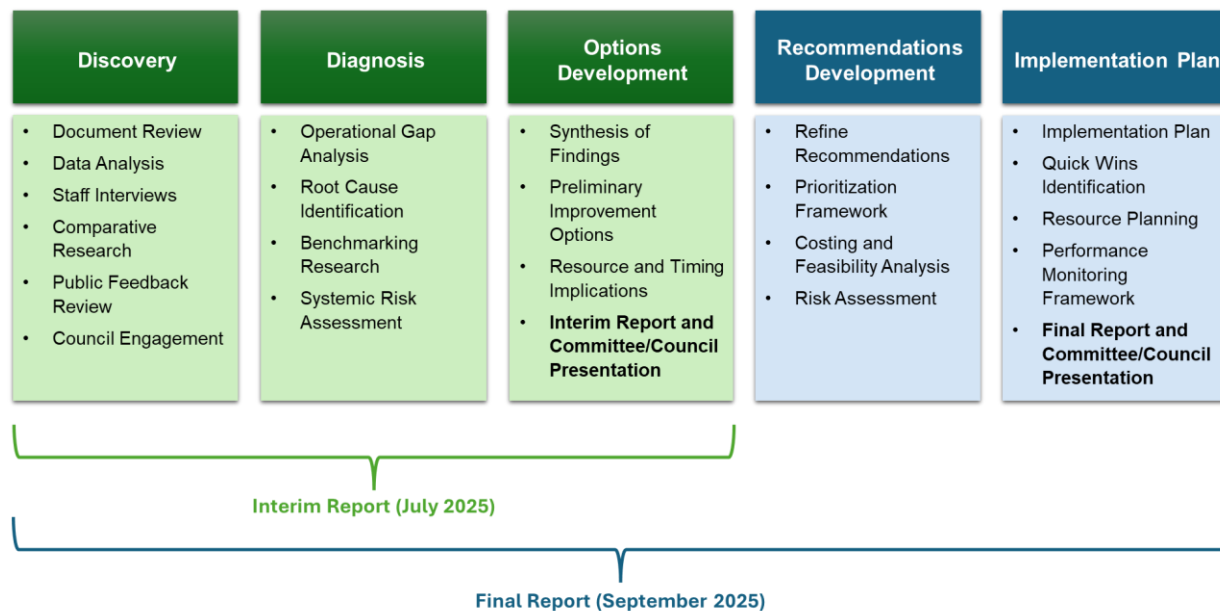 Discovery
• Document Review
• Data Analysis
• Staff Interviews
• Comparative
Research
• Public Feedback
Review
• Council Engagement
Diagnosis
• Operational Gap
Analysis
• Root Cause
Identification
• Benchmarking
Research
• Systemic Risk
Assessment
Options
Development
• Synthesis of
Findings
• Preliminary
Improvement
Options
• Resource and Timing
Implications
• Interim Report and
Committee/Council
Presentation
Recommendations
Development
• Refine
Recommendations
• Prioritization
Framework
• Costing and
Feasibility Analysis
• Risk Assessment
Implementation Plan
• Implementation Plan
• Quick Wins
Identification
• Resource Planning
• Performance
Monitoring
Framework
• Final Report and
Committee/Council
Presentation
Interim Report (July 2025)
Final Report (September 2025)